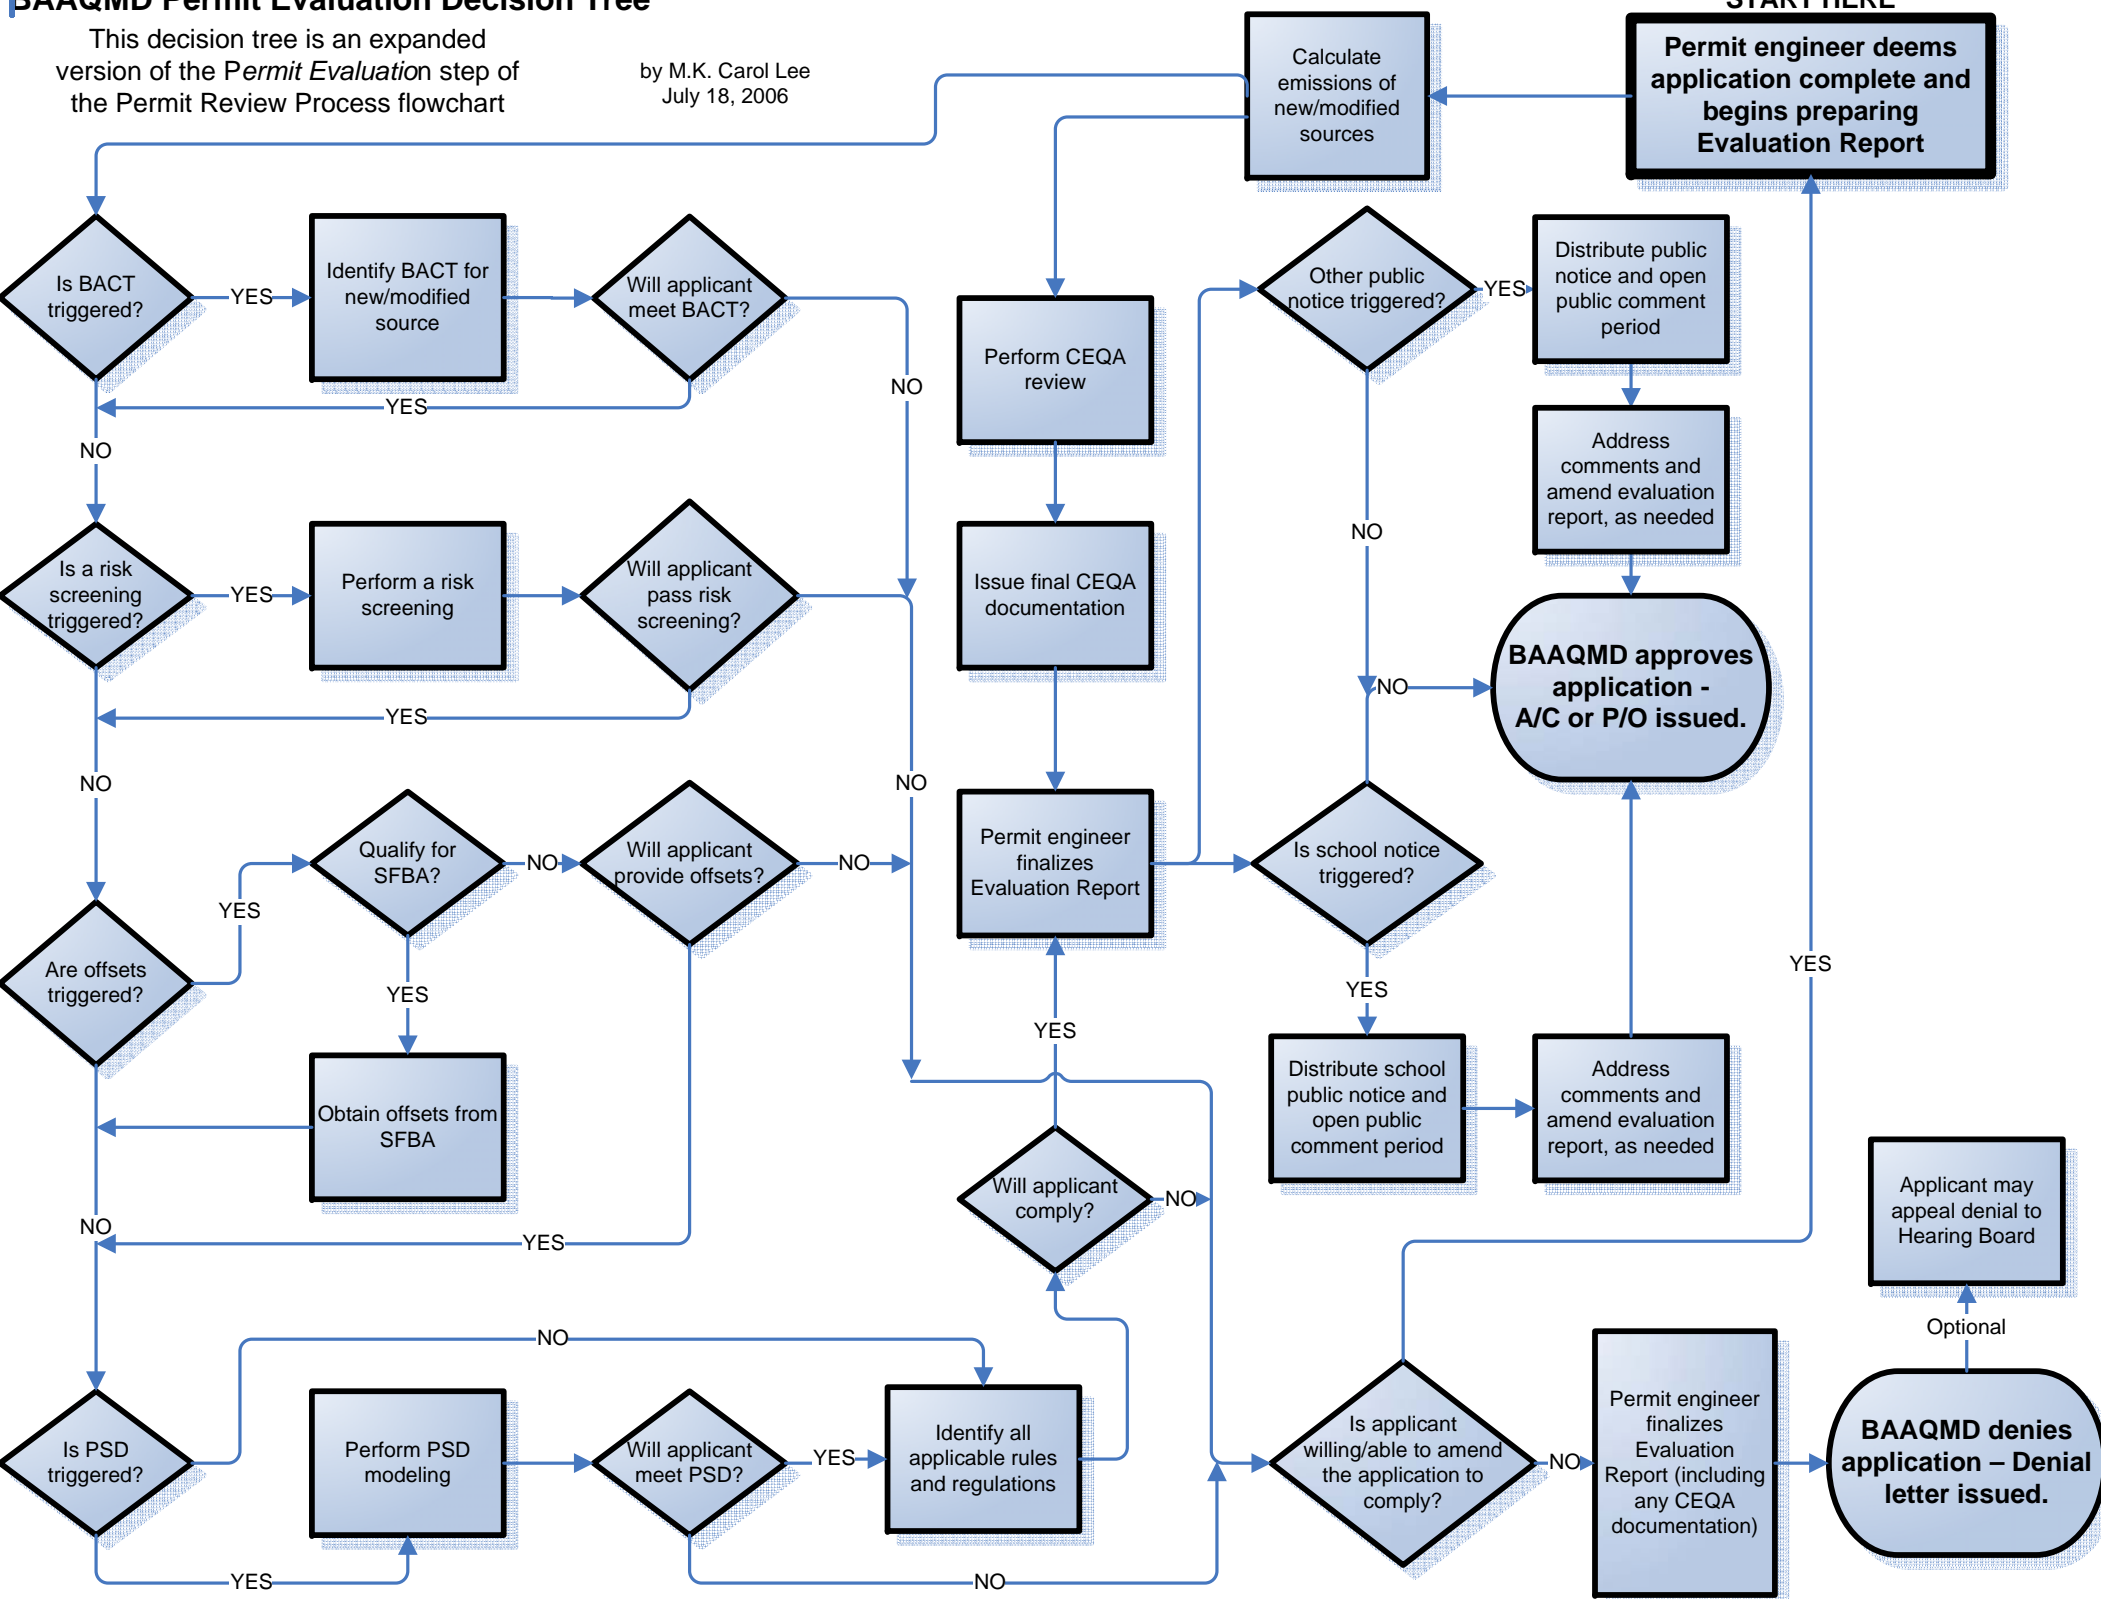 BAAQMD Permit Evaluation Decision Tree
This decision tree is an expanded
version of the Permit Evaluation step of
the Permit Review Process flowchart
by M.K. Carol Lee
July 18, 2006
START HERE
Permit engineer deems
application complete and
begins preparing
Evaluation Report
Calculate
emissions of
new/modified
sources
Is BACT
triggered?
YES
Identify BACT for
new/modified
source
Will applicant
meet BACT?
NO
YES
NO
Is a risk
screening
triggered?
YES
Perform a risk
screening
Will applicant
pass risk
screening?
YES
NO
NO
Are offsets
triggered?
YES
Qualify for
SFBA?
NO
Will applicant
provide offsets?
NO
YES
Obtain offsets from
SFBA
NO
YES
Is PSD
triggered?
NO
YES
Perform PSD
modeling
Will applicant
meet PSD?
YES
NO
Identify all
applicable rules
and regulations
Will applicant
comply?
NO
YES
Perform CEQA
review
Issue final CEQA
documentation
Permit engineer
finalizes
Evaluation Report
Other public
notice triggered?
YES
Distribute public
notice and open
public comment
period
Address
comments and
amend evaluation
report, as needed
NO
NO
BAAQMD approves
application -
A/C or P/O issued.
Is school notice
triggered?
YES
Distribute school
public notice and
open public
comment period
Address
comments and
amend evaluation
report, as needed
YES
Is applicant
willing/able to amend
the application to
comply?
NO
Permit engineer
finalizes
Evaluation
Report (including
any CEQA
documentation)
BAAQMD denies
application – Denial
letter issued.
Optional
Applicant may
appeal denial to
Hearing Board